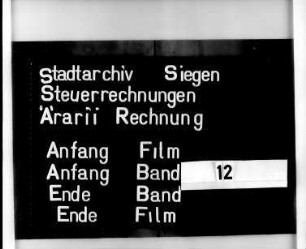 Stadtarchiv Siegen
Steuerrechnungen
Ärarii Rechnung
Anfang Film
Anfang Band 12
Ende Band
Ende Film